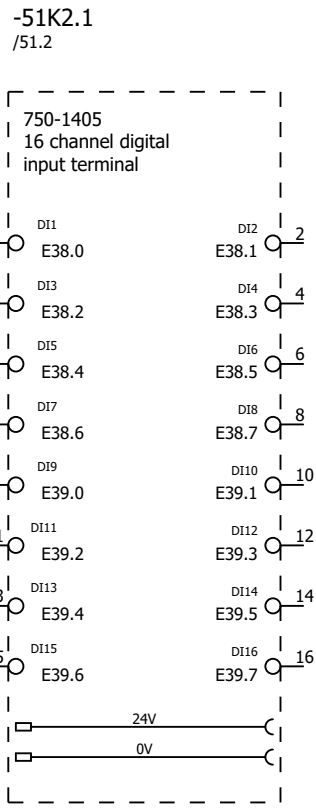 -51K2.1
/51.2
750-1405
16 channel digital
input terminal
DI1 DI2
E38.0 E38.1 2
DI3 DI4
E38.2 E38.3 4
DI5 DI6
E38.4 E38.5 6
DI7 DI8
E38.6 E38.7 8
DI9 DI10
E39.0 E39.1 10
DI11 DI12
E39.2 E39.3 12
DI13 DI14
E39.4 E39.5 14
DI15 DI16
E39.6 E39.7 16
24V
0V